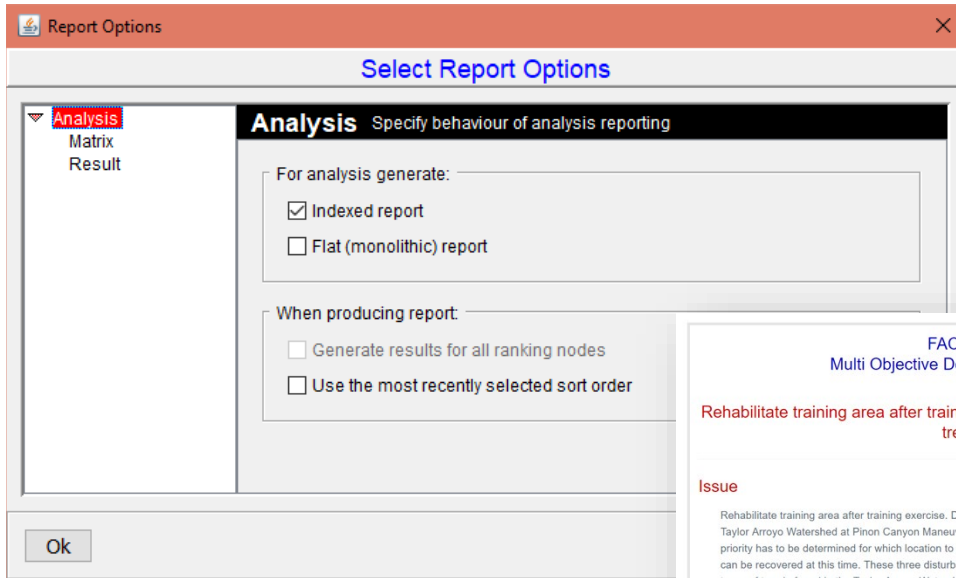 Report Options
Select Report Options
Analysis
Matrix
Result
Analysis Specify behaviour of analysis reporting
For analysis generate:
Indexed report
Flat (monolithic) report
When producing report:
Generate results for all ranking nodes
Use the most recently selected sort order
Ok
Multi Objective
Rehabilitate training area after
Issue
Rehabilitate training area after training exercise.
Taylor Arroyo Watershed at Pinon Canyon
priority has to be determined for which location to
can be recovered at this time. These three